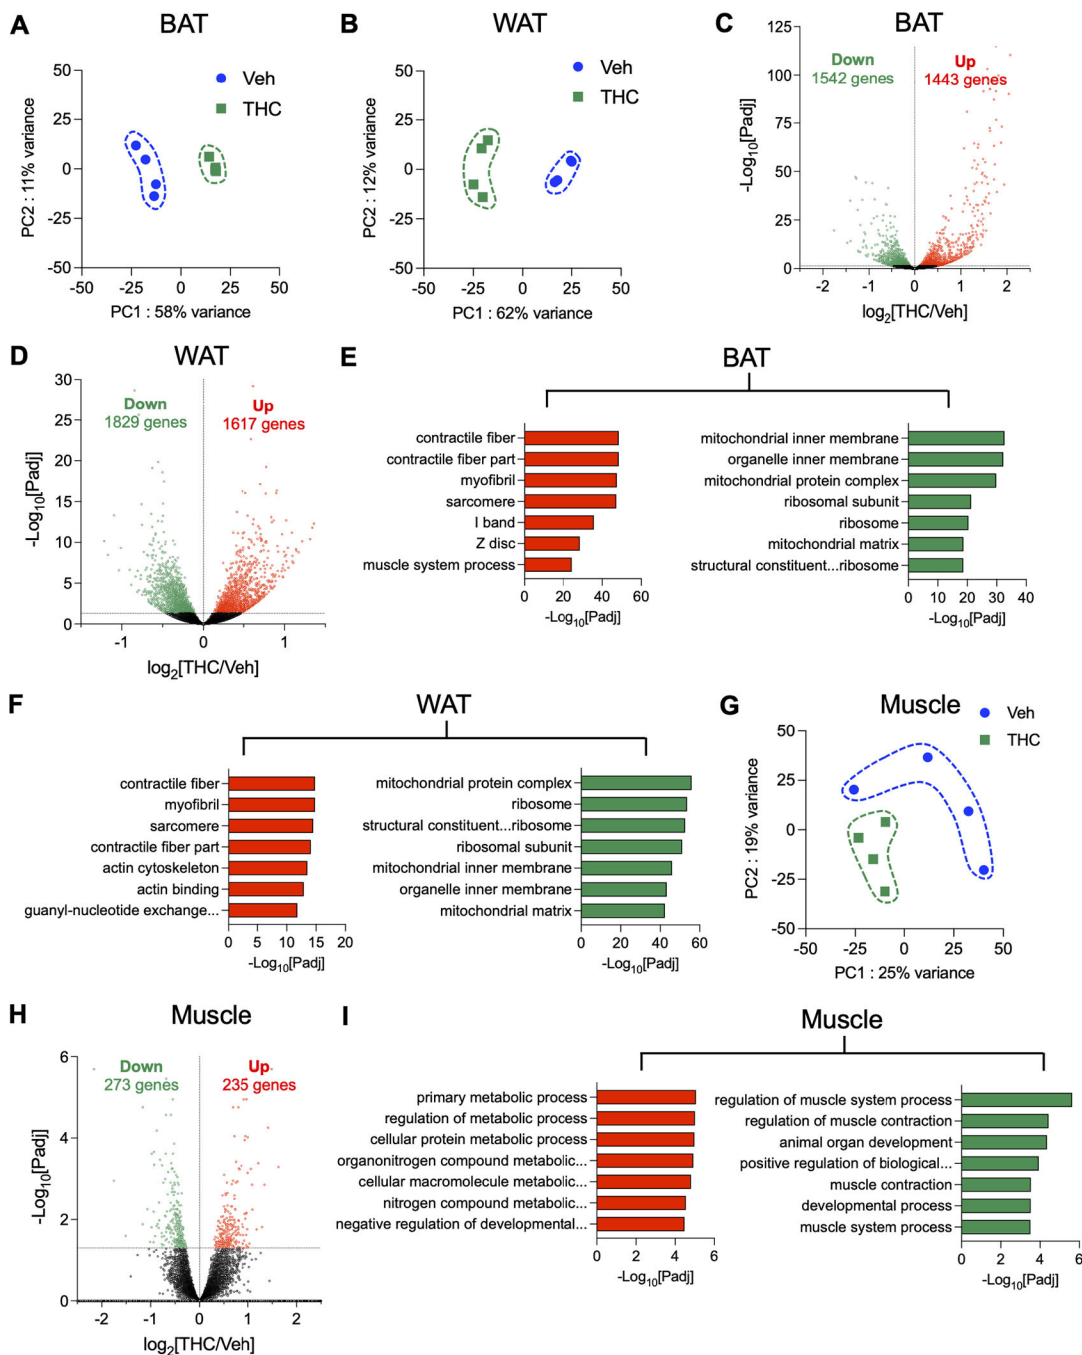 A
BAT
Veh
THC
50
25
0
-25
-50
-50
-25
0
25
50
PC2 : 11% variance
PC1 : 58% variance
B
WAT
Veh
THC
50
25
0
-25
-50
-50
-25
0
25
50
PC2 : 12% variance
PC1 : 62% variance
C
BAT
Down
1542 genes
Up
1443 genes
125
100
75
50
25
0
-2
-1
0
1
2
-Log10[Padj]
log2[THC/Veh]
D
WAT
Down
1829 genes
Up
1617 genes
30
25
20
15
10
5
0
-1
0
1
-Log10[Padj]
log2[THC/Veh]
E
BAT
contractile fiber
contractile fiber part
myofibril
sarcomere
I band
Z disc
muscle system process
0
20
40
60
-Log10[Padj]
mitochondrial inner membrane
organelle inner membrane
mitochondrial protein complex
ribosomal subunit
ribosome
mitochondrial matrix
structural constituent...ribosome
0
10
20
30
40
-Log10[Padj]
F
WAT
contractile fiber
myofibril
sarcomere
contractile fiber part
actin cytoskeleton
actin binding
guanyl-nucleotide exchange...
0
5
10
15
20
-Log10[Padj]
mitochondrial protein complex
ribosome
structural constituent...ribosome
ribosomal subunit
mitochondrial inner membrane
organelle inner membrane
mitochondrial matrix
0
20
40
60
-Log10[Padj]
G
Muscle
Veh
THC
50
25
0
-25
-50
-50
-25
0
25
50
PC2 : 19% variance
PC1 : 25% variance
H
Muscle
Down
273 genes
Up
235 genes
6
4
2
0
-2
-1
0
1
2
-Log10[Padj]
log2[THC/Veh]
I
Muscle
primary metabolic process
regulation of metabolic process
cellular protein metabolic process
organonitrogen compound metabolic...
cellular macromolecule metabolic...
nitrogen compound metabolic...
negative regulation of developmental...
0
2
4
6
-Log10[Padj]
regulation of muscle system process
regulation of muscle contraction
animal organ development
positive regulation of biological...
muscle contraction
developmental process
muscle system process
0
2
4
6
-Log10[Padj]